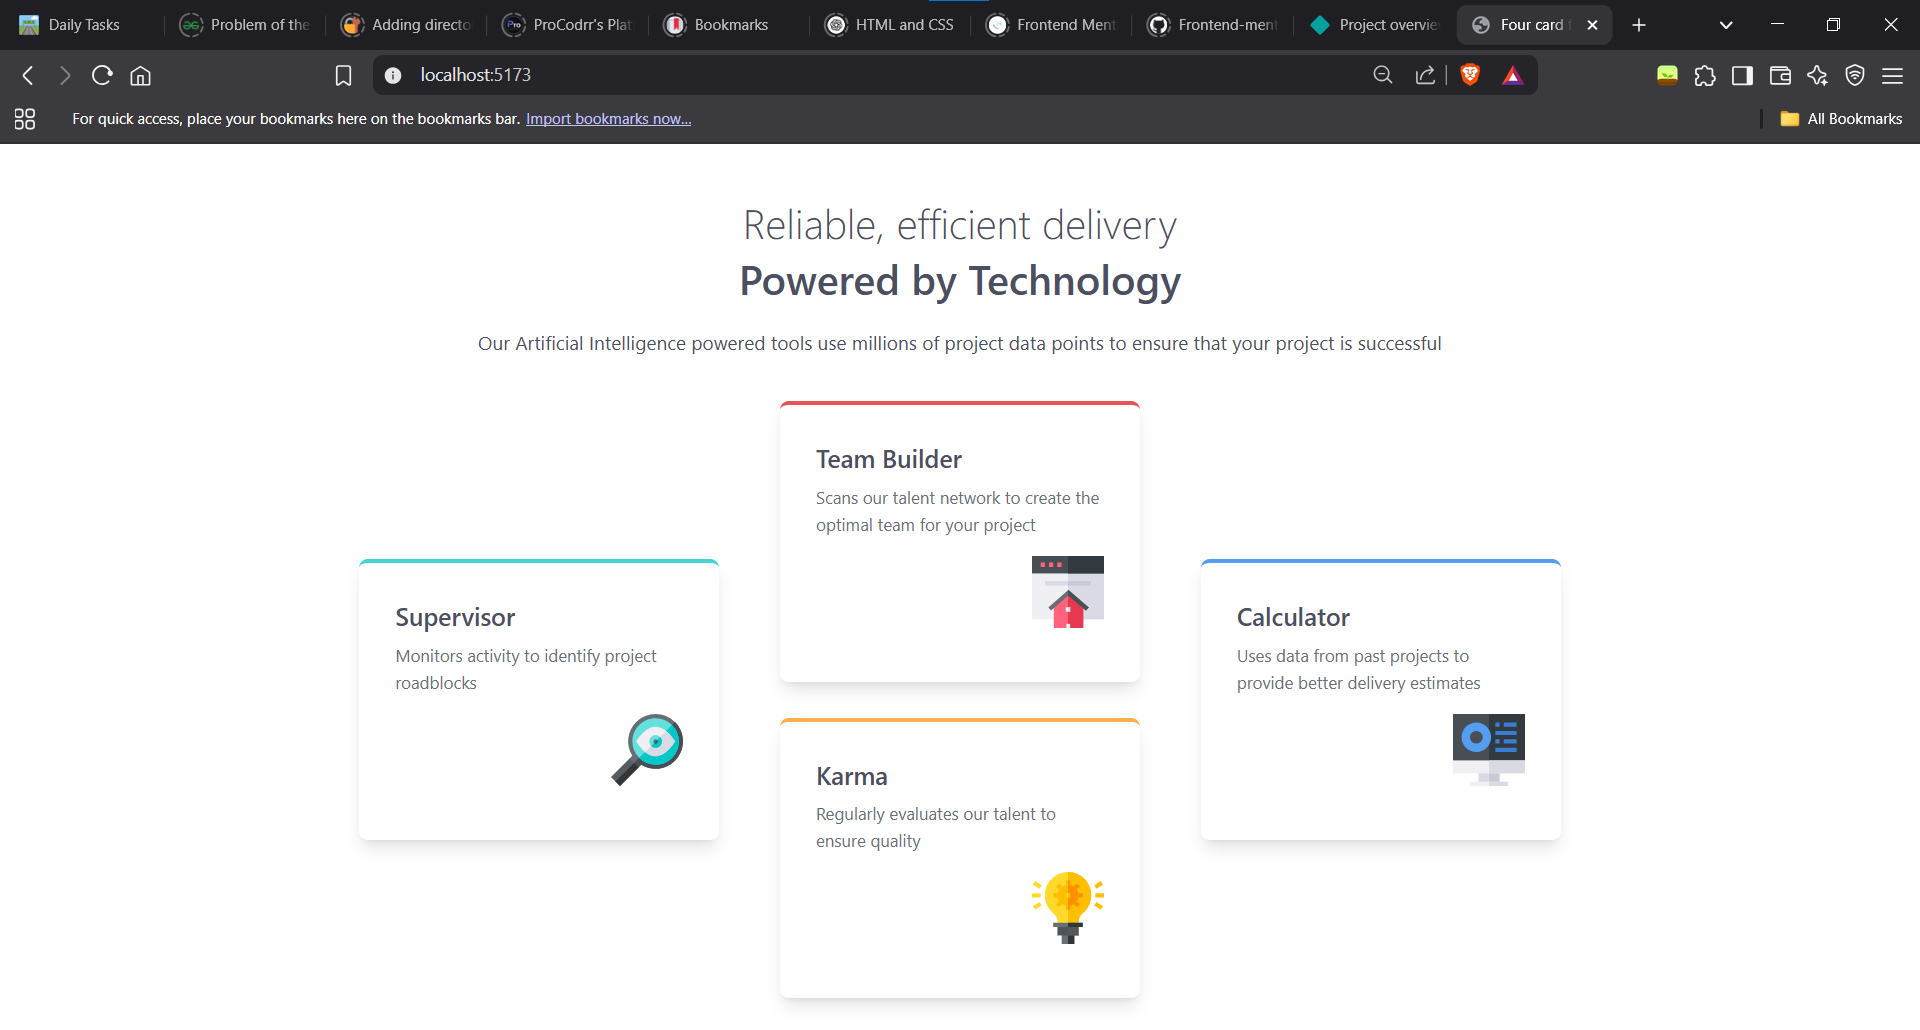 Daily Tasks
Problem of the
Adding directo
ProCodrr's Plat
Bookmarks
HTML and CSS
Frontend Ment
Frontend-ment
Project overvie
Four card f
localhost:5173
For quick access, place your bookmarks here on the bookmarks bar. Import bookmarks now...
All Bookmarks
Reliable, efficient delivery
Powered by Technology
Our Artificial Intelligence powered tools use millions of project data points to ensure that your project is successful
Team Builder
Scans our talent network to create the
optimal team for your project
Supervisor
Monitors activity to identify project
roadblocks
Calculator
Uses data from past projects to
provide better delivery estimates
Karma
Regularly evaluates our talent to
ensure quality